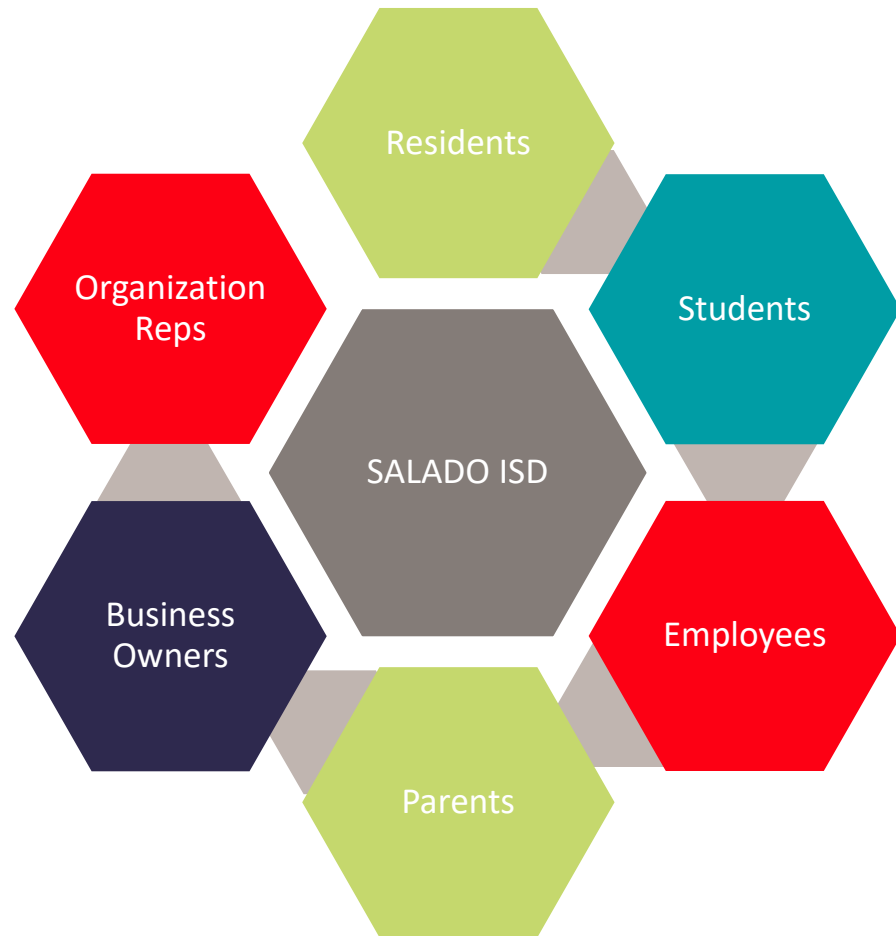 Residents
Students
Organization
Reps
SALADO ISD
Employees
Business
Owners
Parents